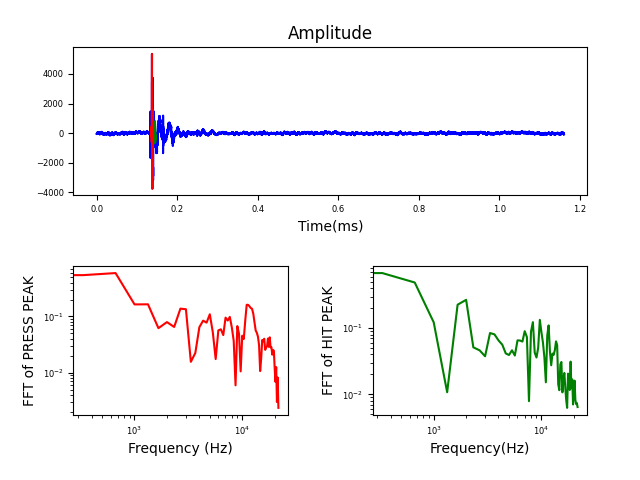 Amplitude
4000
2000
0
−2000
−4000
0.0 0.2 0.4 0.6 0.8 1.0 1.2
Time(ms)
FFT of PRESS PEAK
10⁻¹
10⁻²
10³ 10⁴
Frequency (Hz)
FFT of HIT PEAK
10⁻¹
10⁻²
10³ 10⁴
Frequency(Hz)